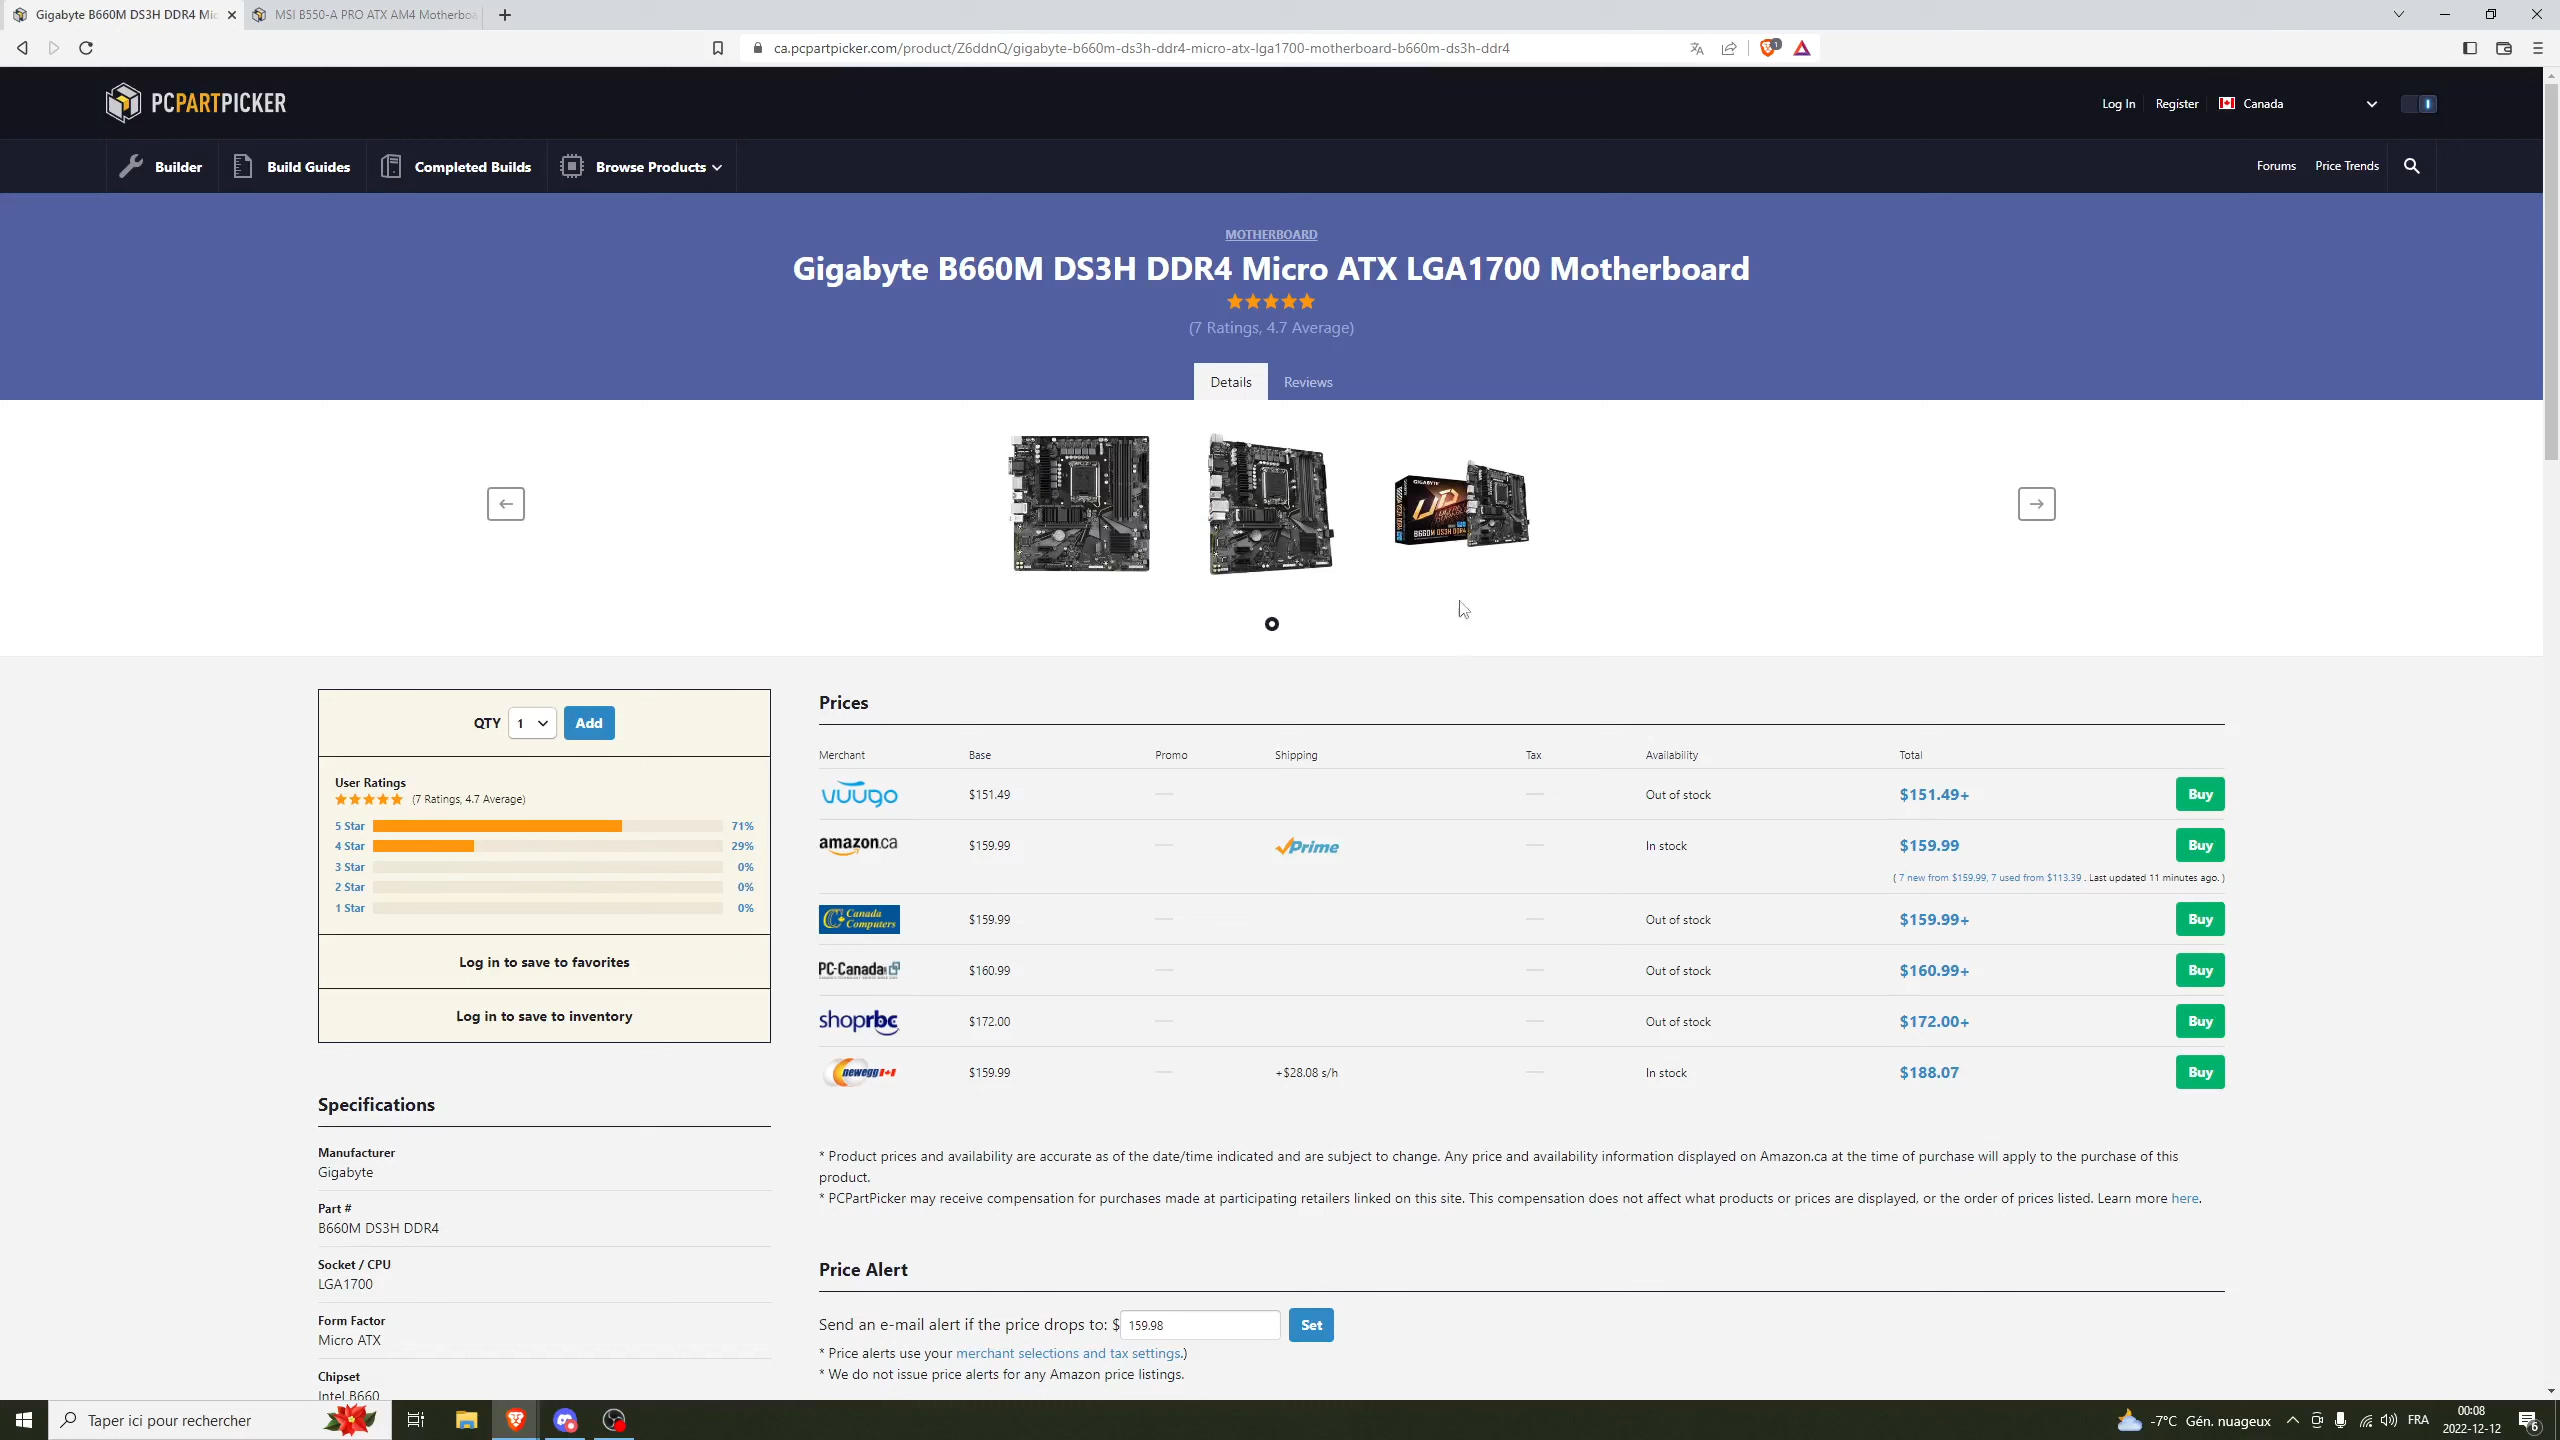 Gigabyte B660M DS3H DDR4 Mic
MSI B550-A PRO ATX AM4 Motherboa
ca.pcpartpicker.com/product/Z6ddnQ/gigabyte-b660m-ds3h-ddr4-micro-atx-lga1700-motherboard-b660m-ds3h-ddr4
1
PCPARTPICKER
Log In
Register
Canada
Builder
Build Guides
Completed Builds
Browse Products
Forums
Price Trends
MOTHERBOARD
Gigabyte B660M DS3H DDR4 Micro ATX LGA1700 Motherboard
(7 Ratings, 4.7 Average)
Details
Reviews
GIGABYTE
UD
B660M DS3H DDR4
QTY 1 Add
User Ratings
(7 Ratings, 4.7 Average)
5 Star 71%
4 Star 29%
3 Star 0%
2 Star 0%
1 Star 0%
Log in to save to favorites
Log in to save to inventory
Specifications
Manufacturer
Gigabyte
Part #
B660M DS3H DDR4
Socket / CPU
LGA1700
Form Factor
Micro ATX
Chipset
Intel B660
Prices
Merchant Base Promo Shipping Tax Availability Total
vuugo $151.49 — — Out of stock $151.49+ Buy
amazon.ca $159.99 — Prime — In stock $159.99 Buy
( 7 new from $159.99, 7 used from $113.39 . Last updated 11 minutes ago. )
Canada Computers $159.99 — — Out of stock $159.99+ Buy
PC-Canada $160.99 — — Out of stock $160.99+ Buy
shoprbc $172.00 — — Out of stock $172.00+ Buy
newegg $159.99 — +$28.08 s/h — In stock $188.07 Buy
* Product prices and availability are accurate as of the date/time indicated and are subject to change. Any price and availability information displayed on Amazon.ca at the time of purchase will apply to the purchase of this
product.
* PCPartPicker may receive compensation for purchases made at participating retailers linked on this site. This compensation does not affect what products or prices are displayed, or the order of prices listed. Learn more here.
Price Alert
Send an e-mail alert if the price drops to: $ 159.98 Set
* Price alerts use your merchant selections and tax settings.)
* We do not issue price alerts for any Amazon price listings.
Taper ici pour rechercher
-7°C Gén. nuageux
FRA
00:08
2022-12-12
6